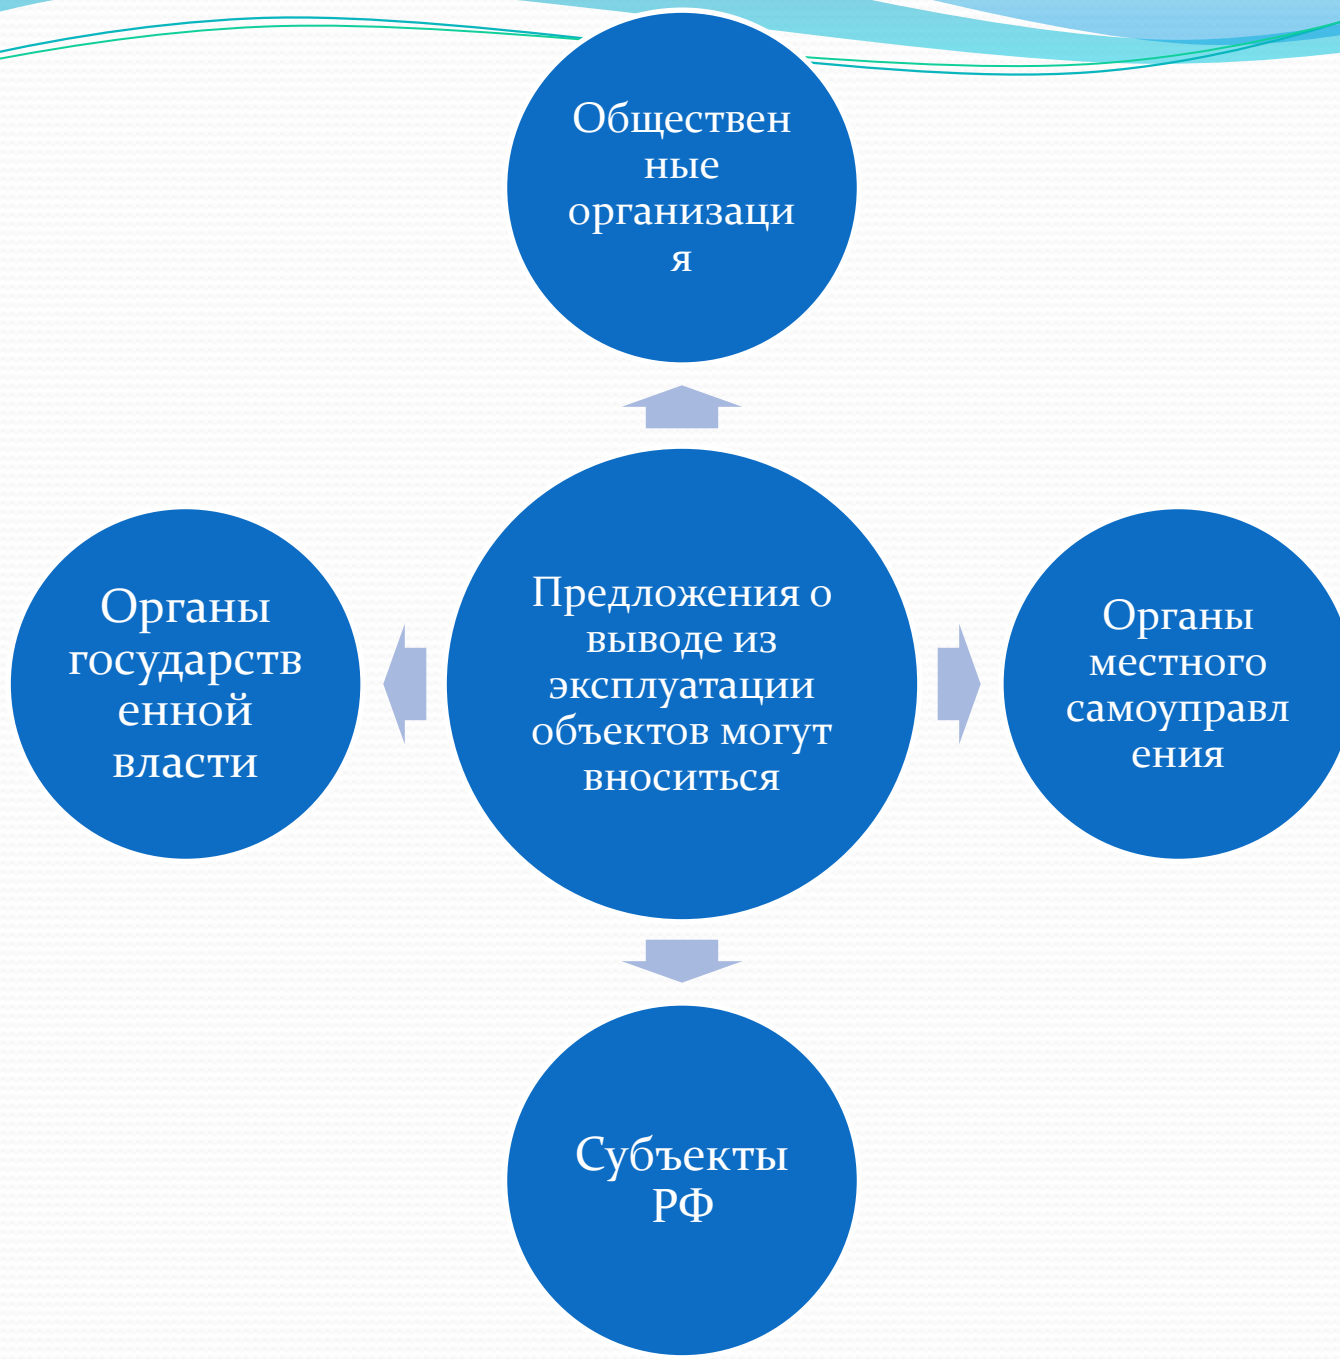 Обществен
ные
организаци
я
Органы
государств
енной
власти
Предложения о
выводе из
эксплуатации
объектов могут
вноситься
Органы
местного
самоуправл
ения
Субъекты
РФ